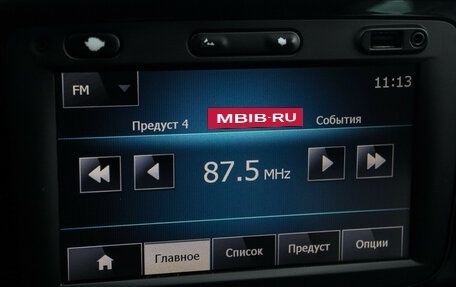 FM
11:13
Предуст 4
MBIB-RU
События
87.5 MHz
Главное
Список
Предуст
Опции